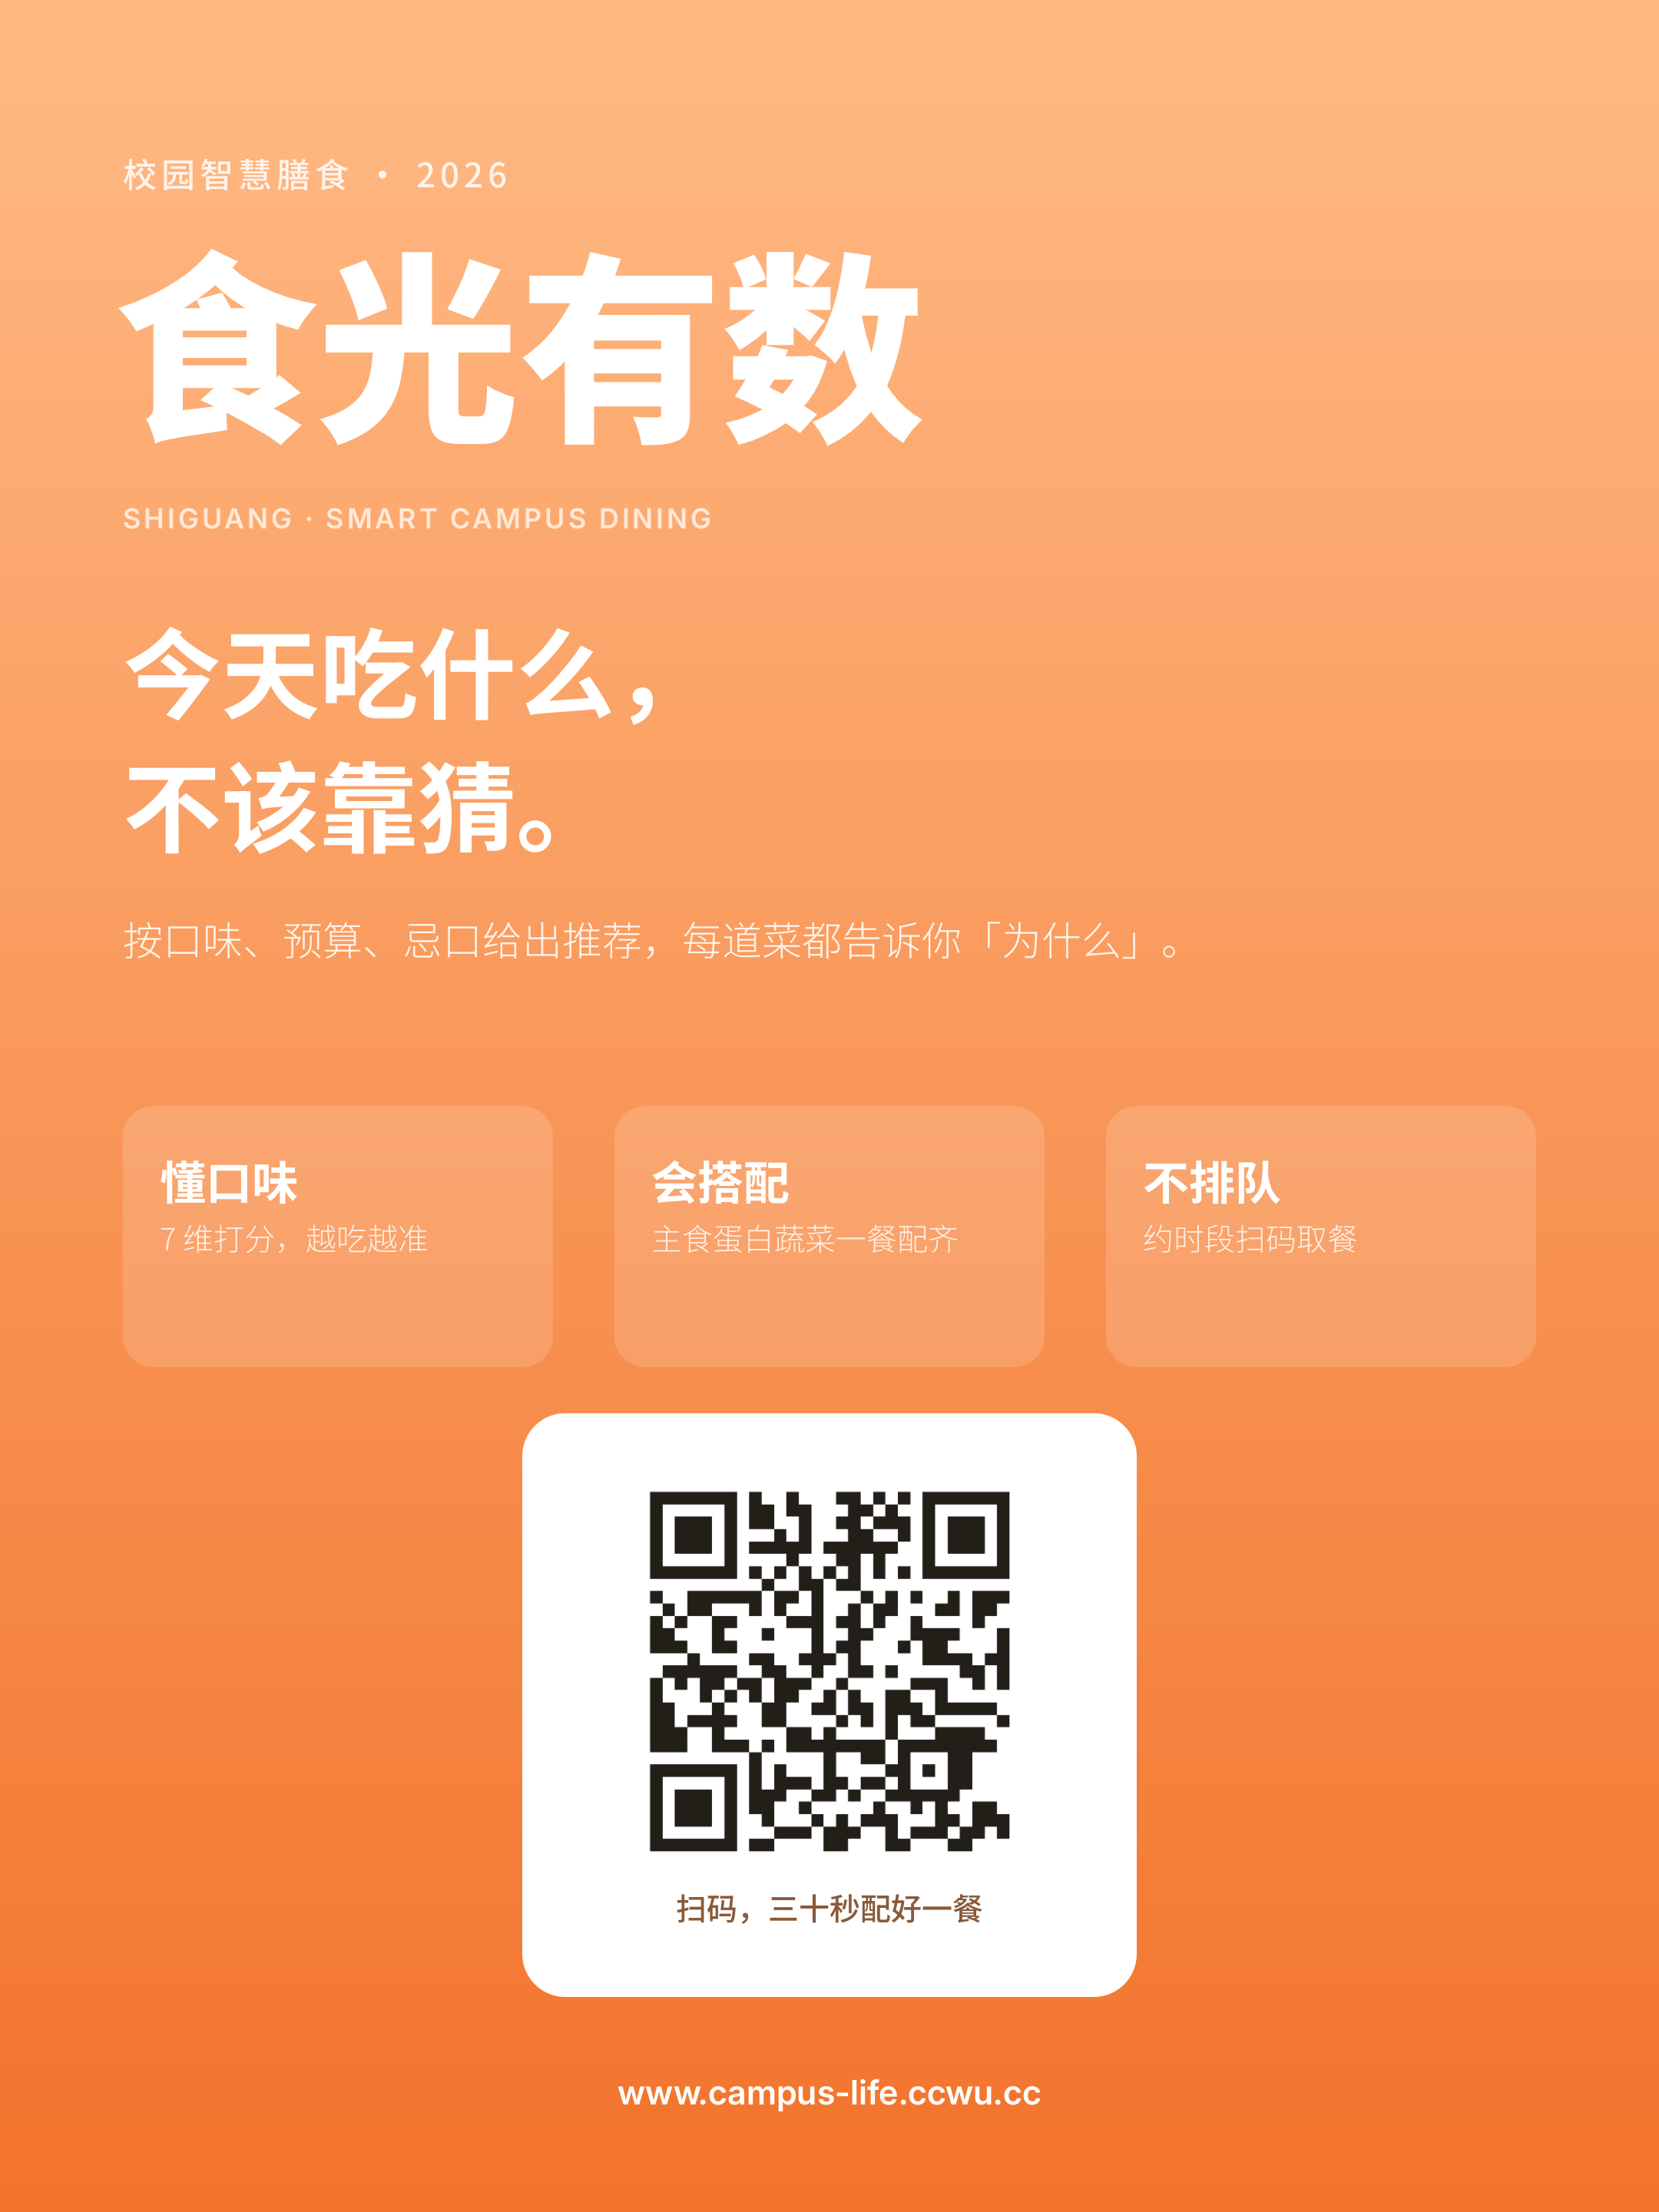 校园智慧膳食 · 2026
食光有数
SHIGUANG · SMART CAMPUS DINING
今天吃什么，
不该靠猜。
按口味、预算、忌口给出推荐，每道菜都告诉你「为什么」。
懂口味
7 维打分，越吃越准
会搭配
主食蛋白蔬菜一餐配齐
不排队
约时段扫码取餐
扫码，三十秒配好一餐
www.campus-life.ccwu.cc